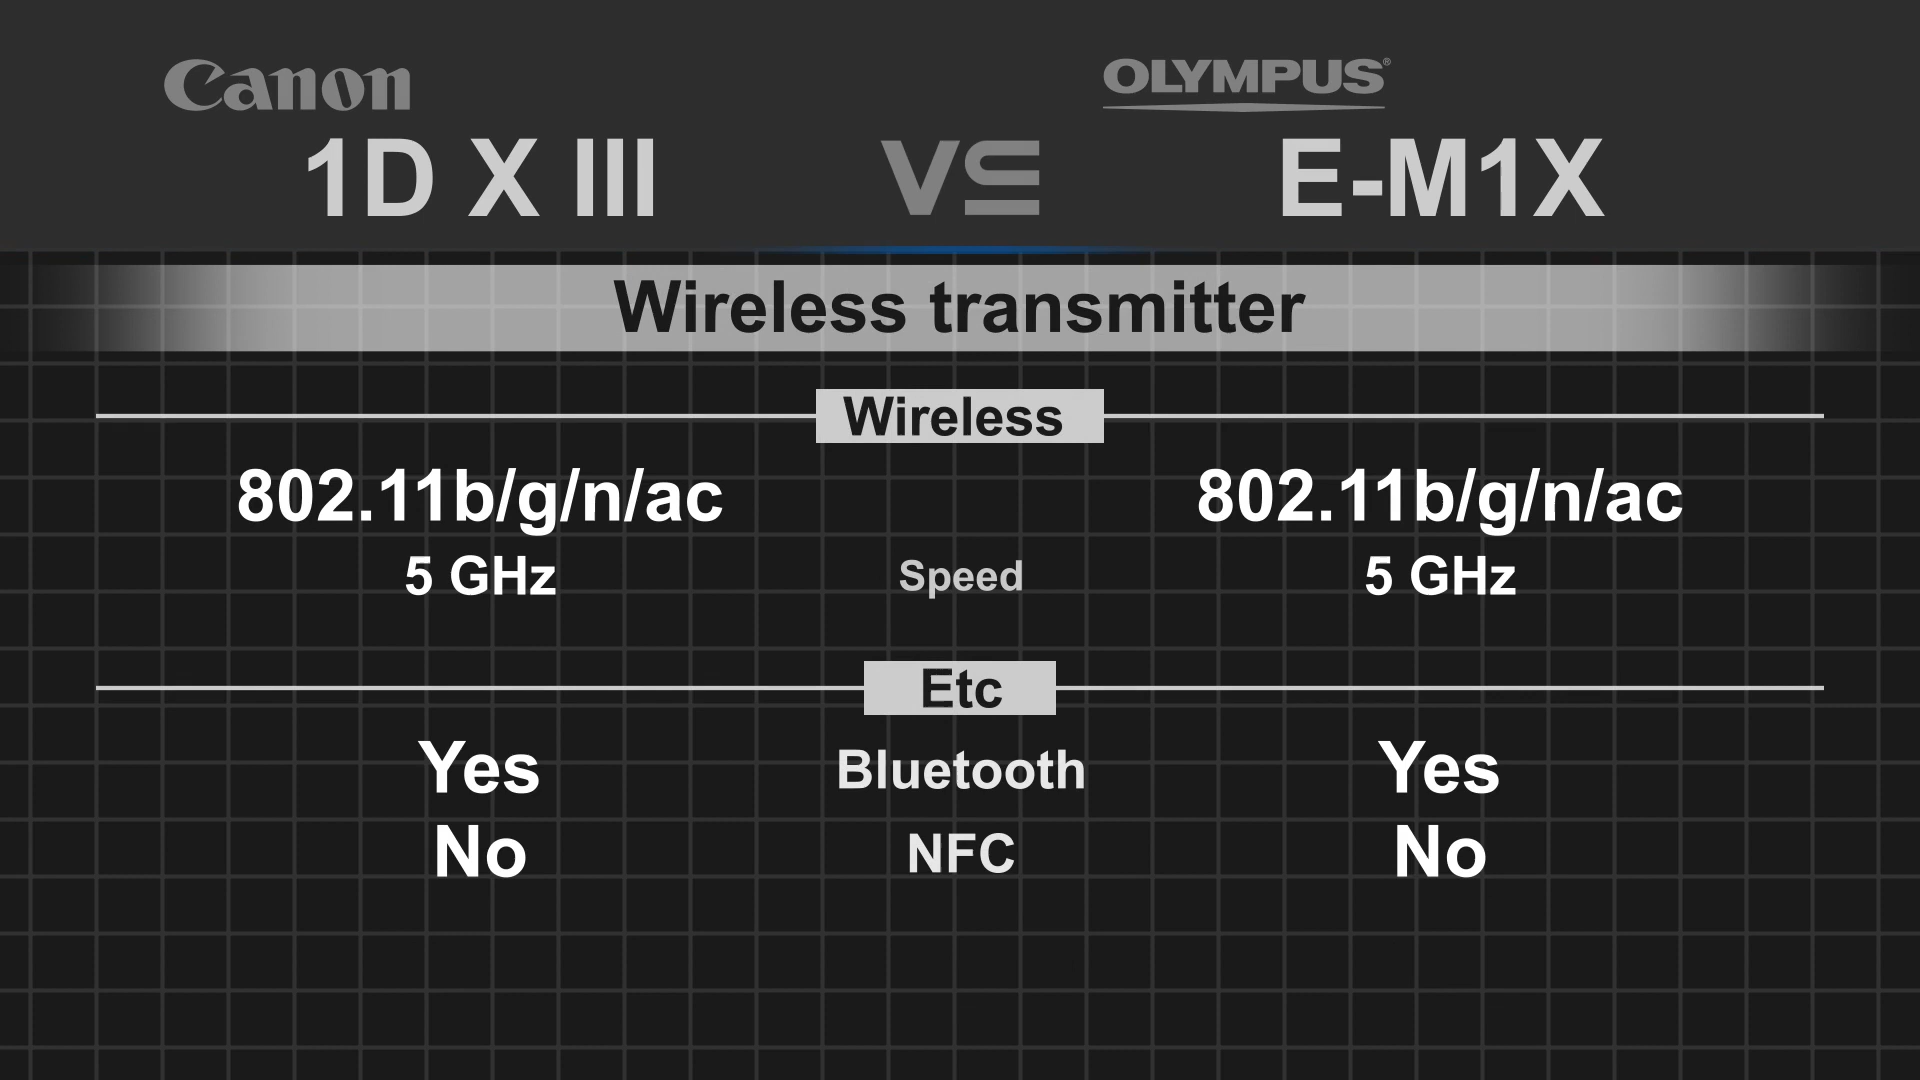 Canon
OLYMPUS®
1D X III VS E-M1X
Wireless transmitter
Wireless
802.11b/g/n/ac 802.11b/g/n/ac
5 GHz Speed 5 GHz
Etc
Yes Bluetooth Yes
No NFC No